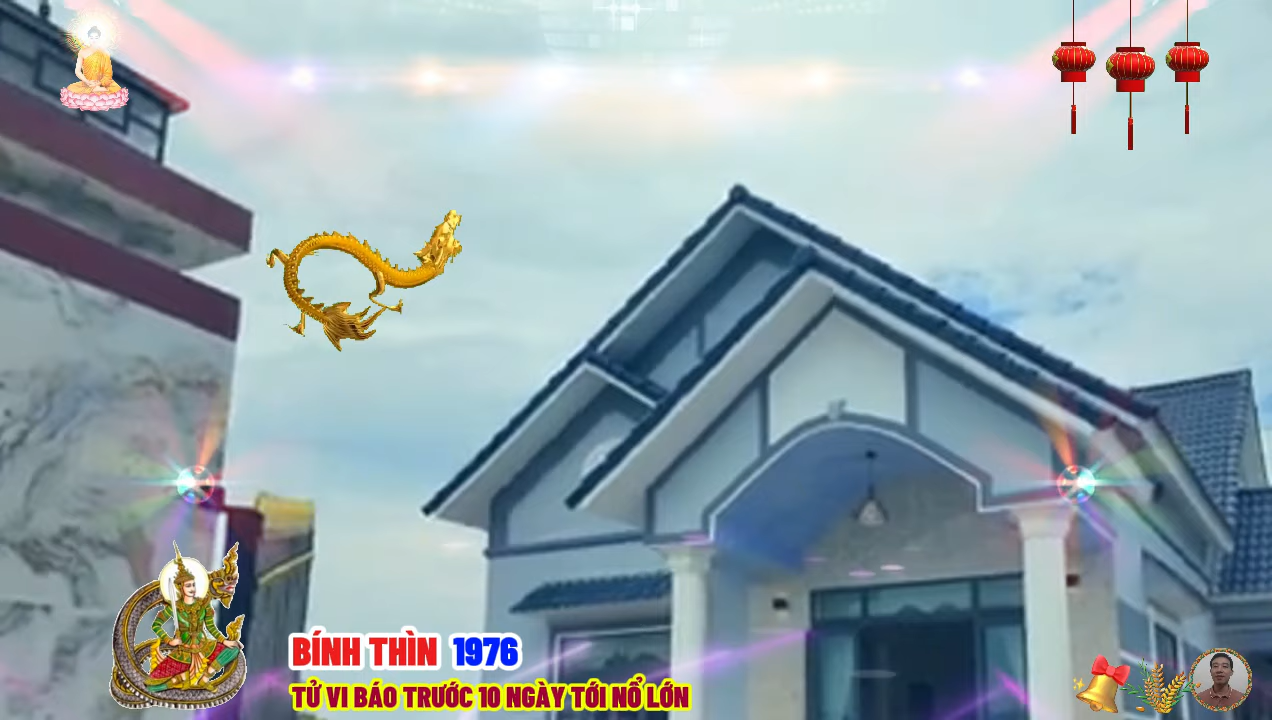 BÍNH THÌN 1976
TỬ VI BÁO TRƯỚC 10 NGÀY TỚI NỔ LỚN